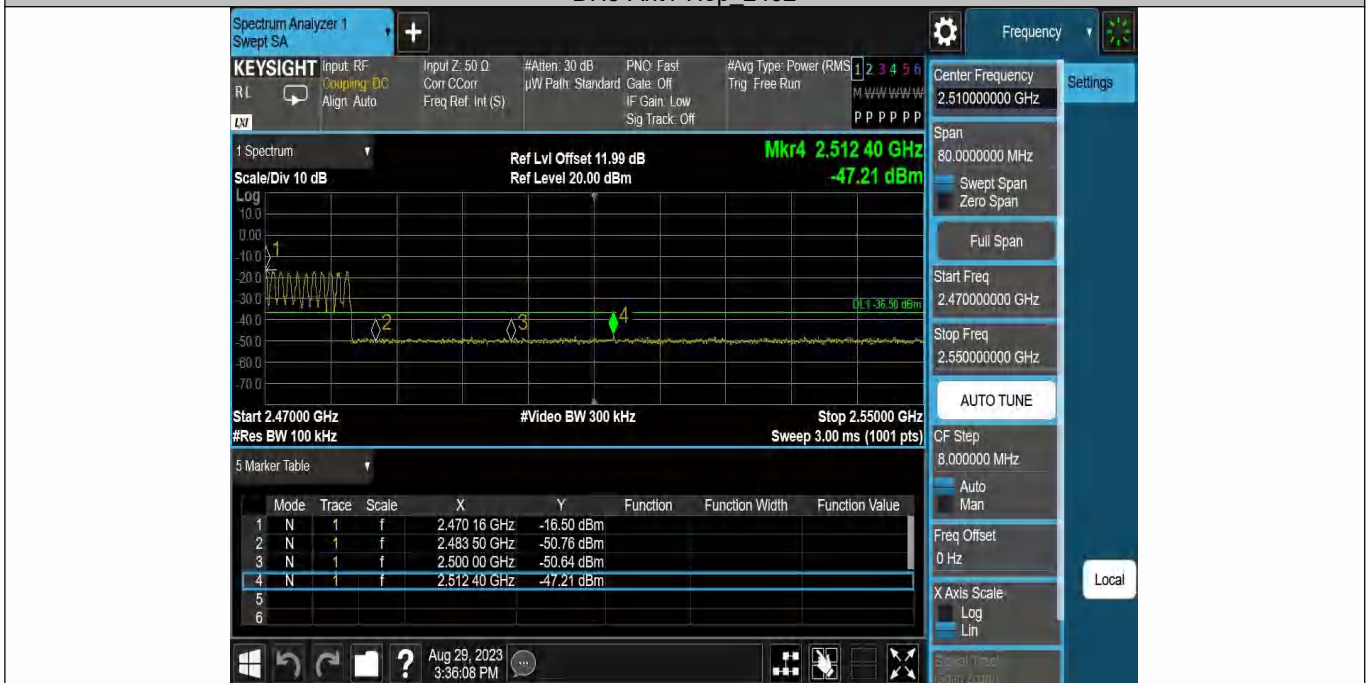 Spectrum Analyzer 1
Swept SA
Frequency
KEYSIGHT
RL
LXI
Input: RF
Coupling: DC
Align: Auto
Input Z: 50 Ω
Corr CCorr
Freq Ref: Int (S)
#Atten: 30 dB
µW Path: Standard
PNO: Fast
Gate: Off
IF Gain: Low
Sig Track: Off
#Avg Type: Power (RMS
Trig: Free Run
1 2 3 4 5 6
M W W W W W
P P P P P P
1 Spectrum
Scale/Div 10 dB
Ref Lvl Offset 11.99 dB
Ref Level 20.00 dBm
Mkr4 2.512 40 GHz
-47.21 dBm
Log
10.0
0.00
-10.0
-20.0
-30.0
-40.0
-50.0
-60.0
-70.0
1
2
3
4
DL1 -36.50 dBm
Start 2.47000 GHz
#Res BW 100 kHz
#Video BW 300 kHz
Stop 2.55000 GHz
Sweep 3.00 ms (1001 pts)
5 Marker Table
Mode Trace Scale X Y Function Function Width Function Value
1 N 1 f 2.470 16 GHz -16.50 dBm
2 N 1 f 2.483 50 GHz -50.76 dBm
3 N 1 f 2.500 00 GHz -50.64 dBm
4 N 1 f 2.512 40 GHz -47.21 dBm
5
6
Aug 29, 2023
3:36:08 PM
Center Frequency
2.510000000 GHz
Settings
Span
80.0000000 MHz
Swept Span
Zero Span
Full Span
Start Freq
2.470000000 GHz
Stop Freq
2.550000000 GHz
AUTO TUNE
CF Step
8.000000 MHz
Auto
Man
Freq Offset
0 Hz
X Axis Scale
Log
Lin
Local